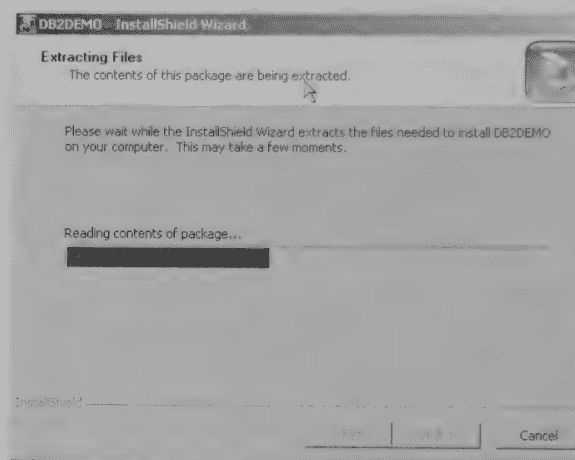 DB2DEMO - InstallShield Wizard
Extracting Files
The contents of this package are being extracted.
Please wait while the InstallShield Wizard extracts the files needed to install DB2DEMO
on your computer. This may take a few moments.
Reading contents of package...
InstallShield
Cancel